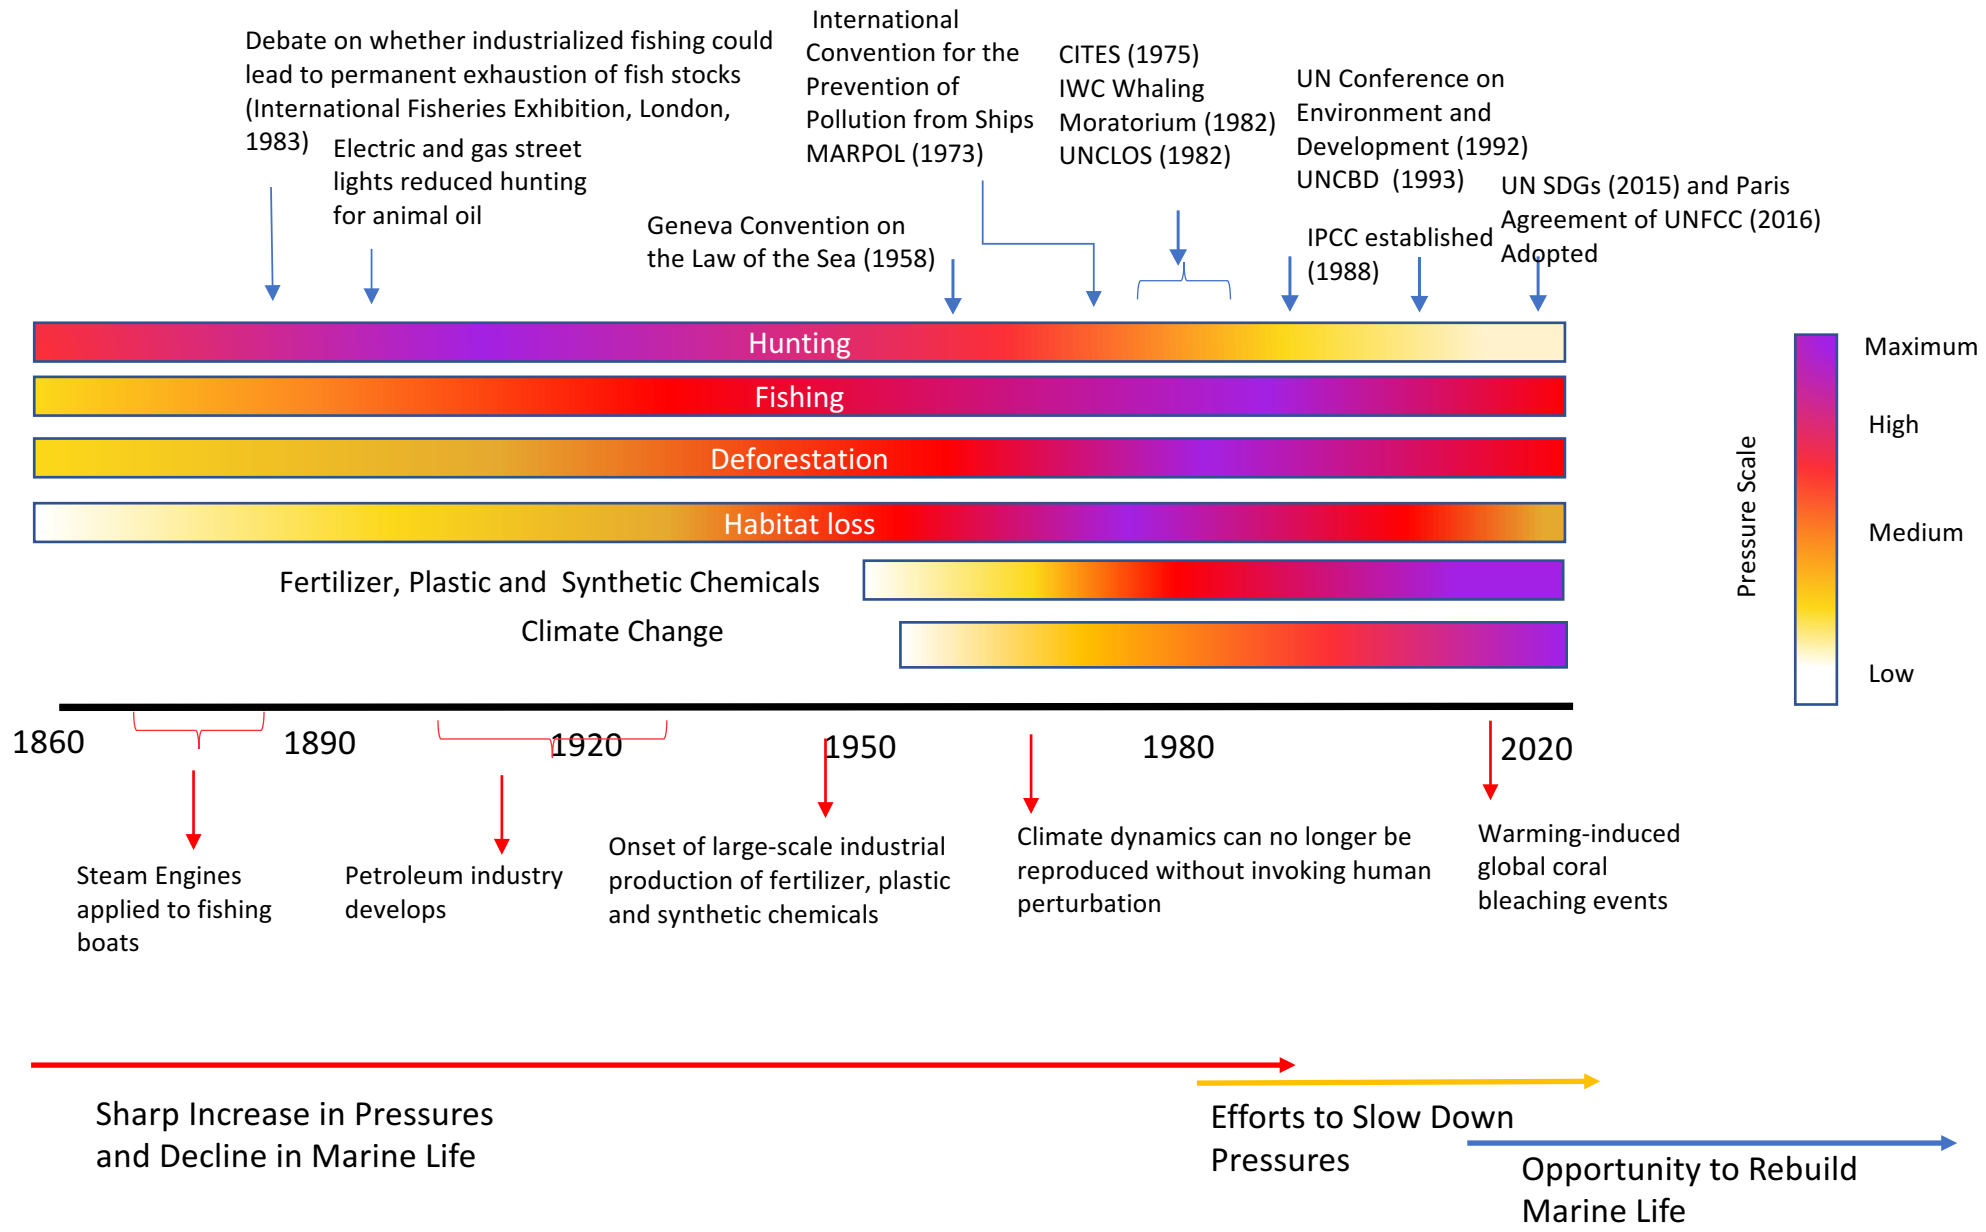 Debate on whether industrialized fishing could
lead to permanent exhaustion of fish stocks
(International Fisheries Exhibition, London,
1983)
Electric and gas street
lights reduced hunting
for animal oil
Geneva Convention on
the Law of the Sea (1958)
International
Convention for the
Prevention of
Pollution from Ships
MARPOL (1973)
CITES (1975)
IWC Whaling
Moratorium (1982)
UNCLOS (1982)
UN Conference on
Environment and
Development (1992)
UNCBD (1993)
IPCC established
(1988)
UN SDGs (2015) and Paris
Agreement of UNFCC (2016)
Adopted
Hunting
Fishing
Deforestation
Habitat loss
Fertilizer, Plastic and Synthetic Chemicals
Climate Change
Pressure Scale
Maximum
High
Medium
Low
1860
1890
1920
1950
1980
2020
Steam Engines
applied to fishing
boats
Petroleum industry
develops
Onset of large-scale industrial
production of fertilizer, plastic
and synthetic chemicals
Climate dynamics can no longer be
reproduced without invoking human
perturbation
Warming-induced
global coral
bleaching events
Sharp Increase in Pressures
and Decline in Marine Life
Efforts to Slow Down
Pressures
Opportunity to Rebuild
Marine Life